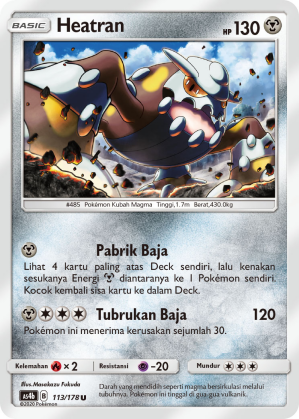 BASIC Heatran HP 130
#485 Pokémon Kubah Magma Tinggi,1.7m Berat,430.0kg
Pabrik Baja
Lihat 4 kartu paling atas Deck sendiri, lalu kenakan
sesukanya Energi diantaranya ke 1 Pokémon sendiri.
Kocok kembali sisa kartu ke dalam Deck.
Tubrukan Baja 120
Pokémon ini menerima kerusakan sejumlah 30.
Kelemahan × 2 Resistansi -20 Mundur
Illus. Masakazu Fukuda
AS4b B 113/178 U
©2020 Pokémon
Darah yang mendidih seperti magma bersirkulasi melalui
tubuhnya. Pokémon ini tinggal di gua-gua vulkanik.